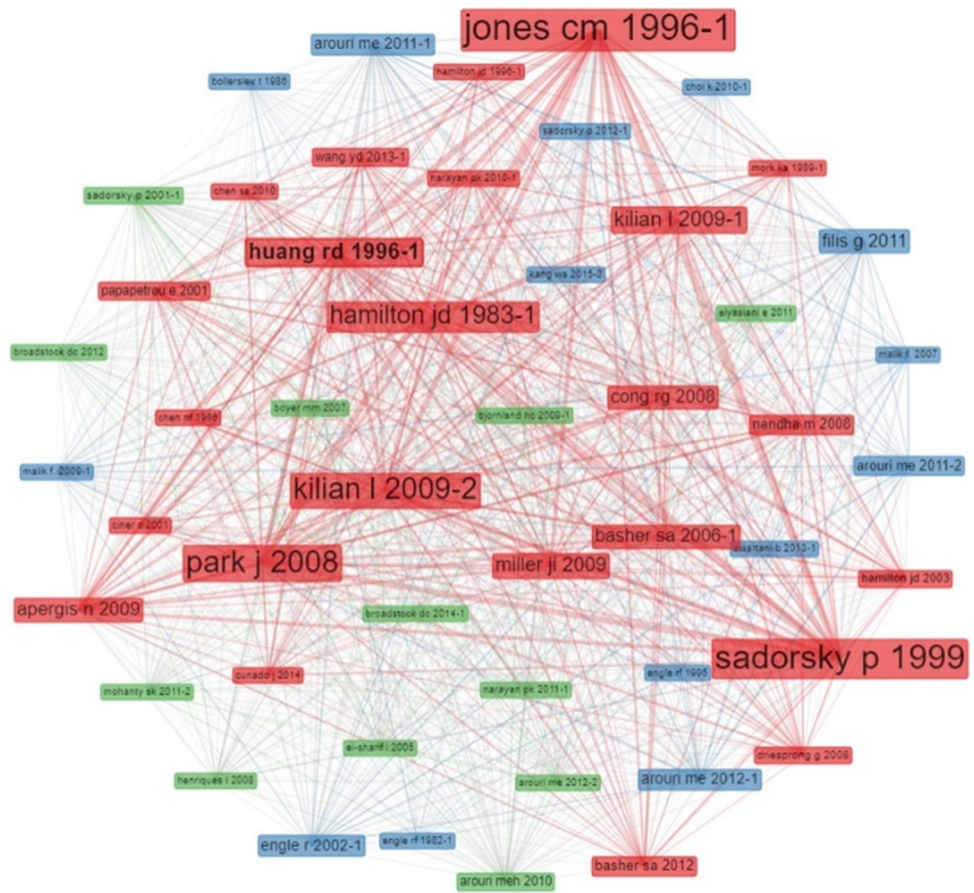 jones cm 1996-1
arouri me 2011-1
hamilton jd 1996-1
bollerslev t 1986
choi k 2010-1
sadorsky p 2012-1
wang yd 2013-1
mork ka 1989-1
narayan pk 2010-1
chen ss 2010
sadorsky p 2001-1
kilian l 2009-1
filis g 2011
huang rd 1996-1
kang ws 2015-2
papapetrou e 2001
hamilton jd 1983-1
elyasiani e 2011
broadstock dc 2012
malik f. 2007
cong rg 2008
boyer mm 2007
bjornland hc 2009-1
chen nf 1986
nandha m 2008
malik f. 2009-1
arouri me 2011-2
kilian l 2009-2
ciner c 2001
basher sa 2006-1
awartani b 2013-1
park j 2008
miller ji 2009
hamilton jd 2003
apergis n 2009
broadstock dc 2014-1
sadorsky p 1999
cunado j 2014
engle rf 1995
mohanty sk 2011-2
narayan pk 2011-1
el-sharif i 2005
driesprong g 2008
henriques i 2008
arouri me 2012-2
arouri me 2012-1
engle r 2002-1
engle rf 1982-1
basher sa 2012
arouri meh 2010